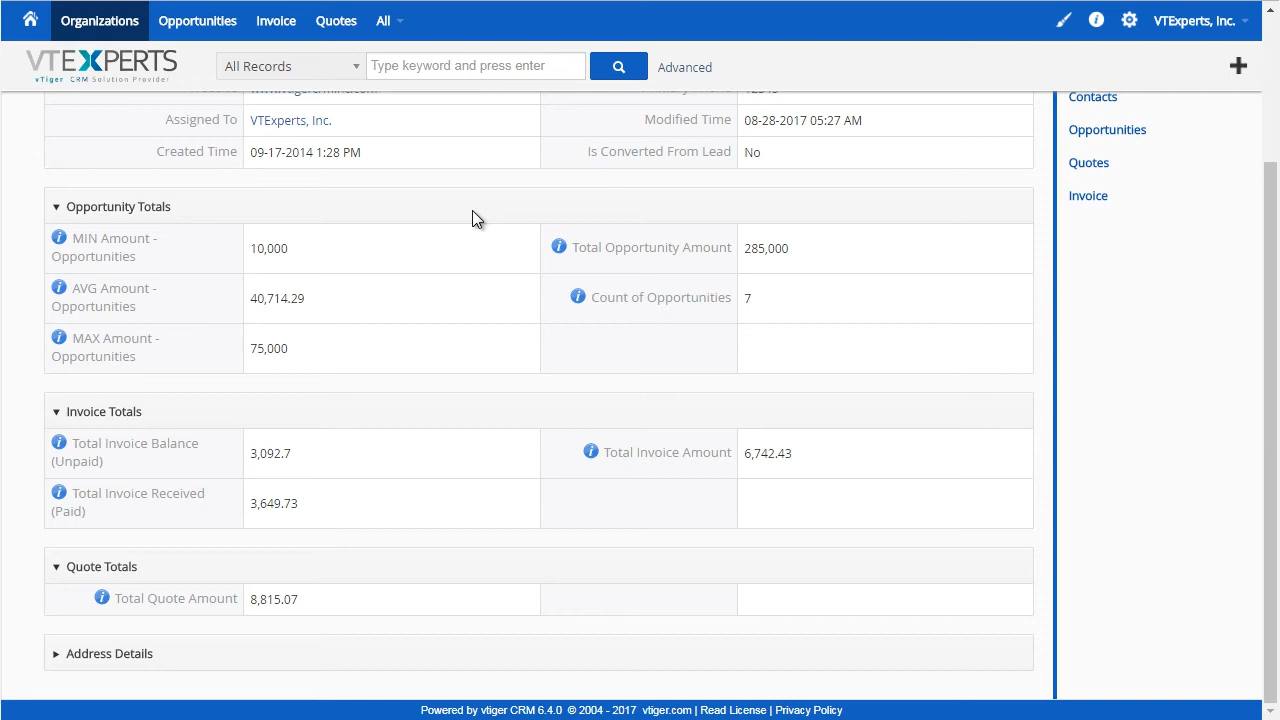 Organizations Opportunities Invoice Quotes All VTExperts, Inc.
VTEXPERTS
vTiger CRM Solution Provider
All Records Type keyword and press enter Advanced
Assigned To VTExperts, Inc. Modified Time 08-28-2017 05:27 AM
Created Time 09-17-2014 1:28 PM Is Converted From Lead No
Opportunity Totals
MIN Amount -
Opportunities
10,000
Total Opportunity Amount 285,000
AVG Amount -
Opportunities
40,714.29
Count of Opportunities 7
MAX Amount -
Opportunities
75,000
Invoice Totals
Total Invoice Balance
(Unpaid)
3,092.7
Total Invoice Amount 6,742.43
Total Invoice Received
(Paid)
3,649.73
Quote Totals
Total Quote Amount 8,815.07
Address Details
Contacts
Opportunities
Quotes
Invoice
Powered by vtiger CRM 6.4.0 © 2004 - 2017 vtiger.com | Read License | Privacy Policy